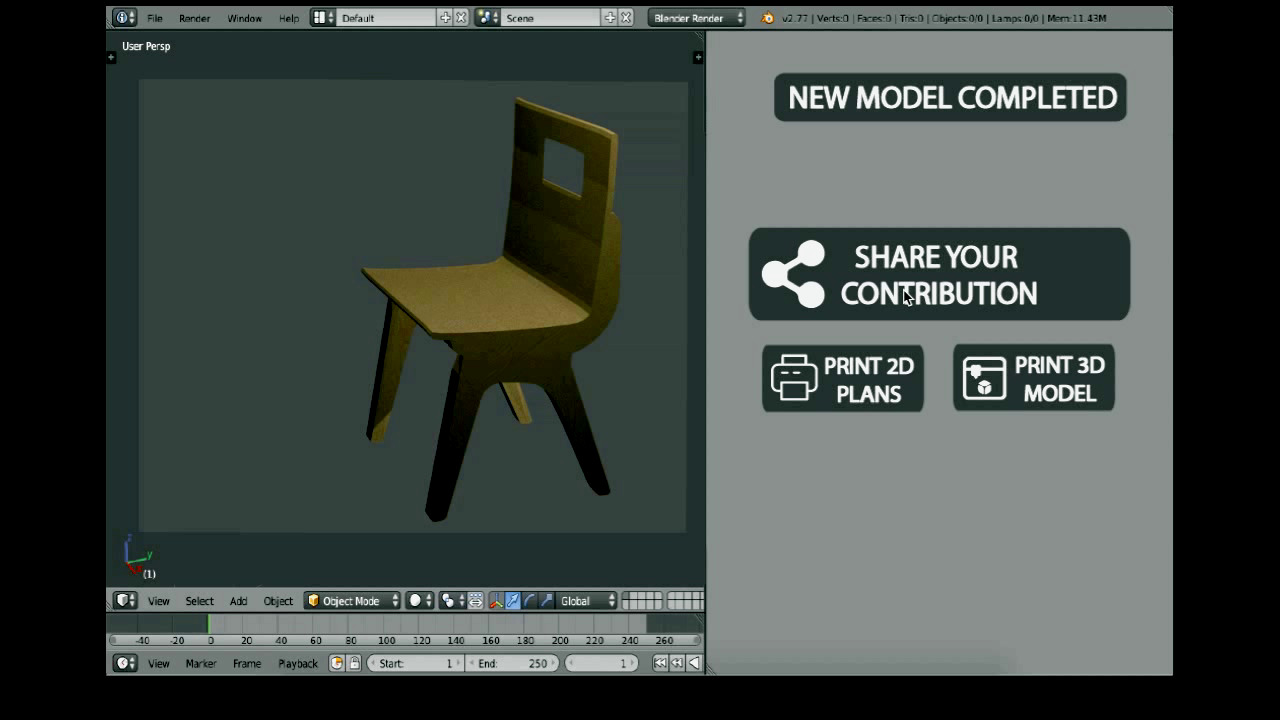 File Render Window Help Default Scene Blender Render v2.77 | Verts:0 | Faces:0 | Tris:0 | Objects:0/0 | Lamps:0/0 | Mem:11.43M
User Persp
NEW MODEL COMPLETED
SHARE YOUR
CONTRIBUTION
PRINT 2D
PLANS
PRINT 3D
MODEL
z
y
x
(1)
View Select Add Object Object Mode Global
-40 -20 0 20 40 60 80 100 120 140 160 180 200 220 240 260
View Marker Frame Playback Start: 1 End: 250 1